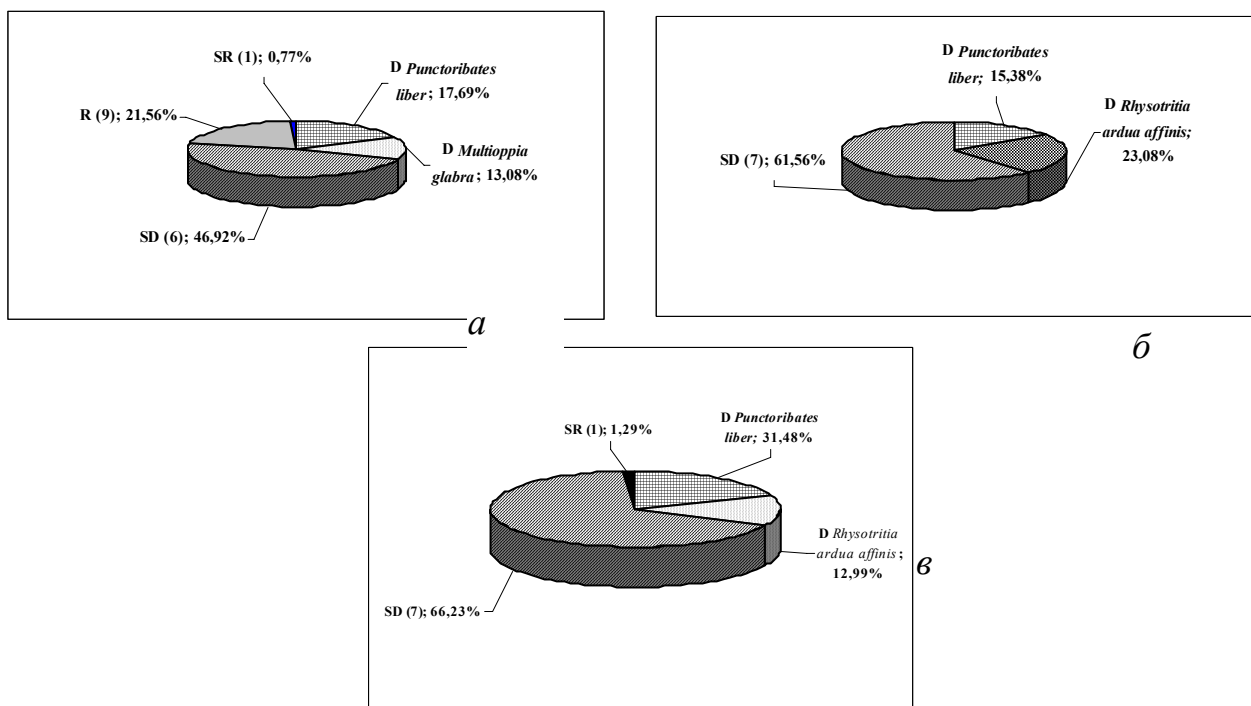 SR (1); 0,77%
D Punctoribates
liber; 17,69%
R (9); 21,56%
D Multioppia
glabra; 13,08%
SD (6); 46,92%
а
D Punctoribates
liber; 15,38%
D Rhysotritia
ardua affinis;
23,08%
SD (7); 61,56%
б
SR (1); 1,29%
D Punctoribates
liber; 31,48%
D Rhysotritia
ardua affinis;
12,99%
SD (7); 66,23%
в